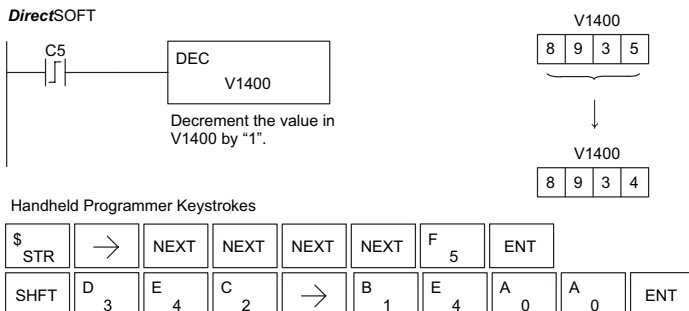 DirectSOFT
C5
DEC
V1400
Decrement the value in
V1400 by “1”.
V1400
8 9 3 5
V1400
8 9 3 4
Handheld Programmer Keystrokes
$ STR → NEXT NEXT NEXT NEXT F 5 ENT
SHFT D 3 E 4 C 2 → B 1 E 4 A 0 A 0 ENT